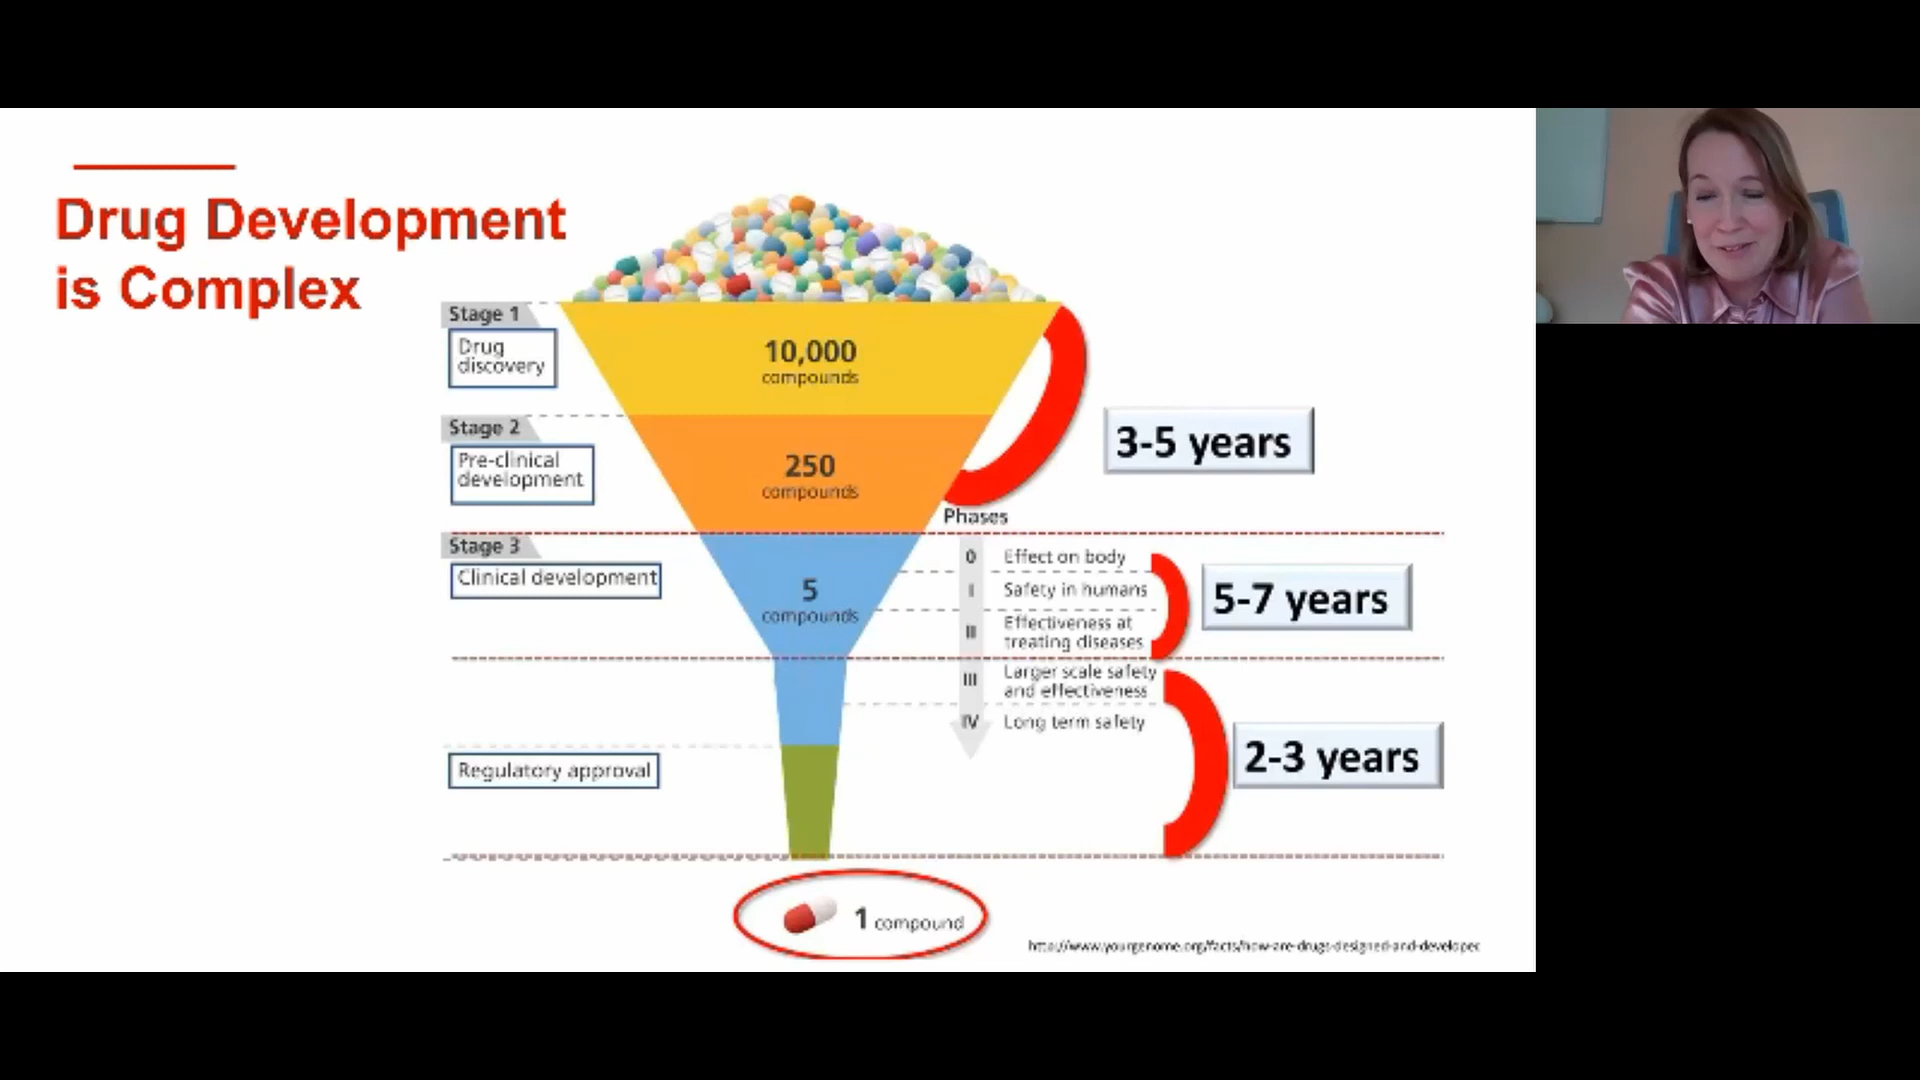 Drug Development
is Complex
Stage 1
Drug
discovery
10,000
compounds
Stage 2
Pre-clinical
development
250
compounds
3-5 years
Phases
Stage 3
Clinical development
5
compounds
0 Effect on body
I Safety in humans
II Effectiveness at
treating diseases
5-7 years
III Larger scale safety
and effectiveness
IV Long term safety
2-3 years
Regulatory approval
1 compound
http://www.yourgenome.org/facts/how-are-drugs-designed-and-developed